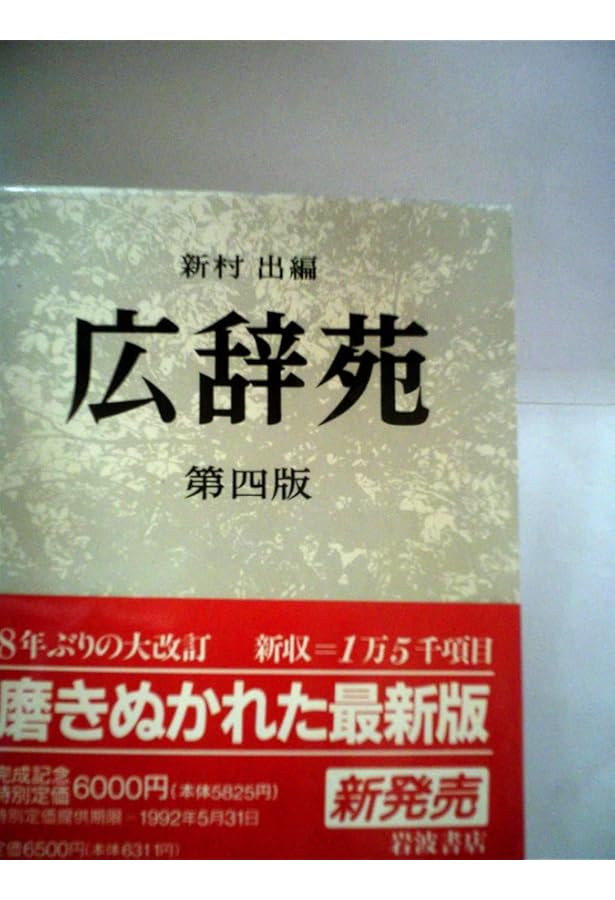 新村 出編
広辞苑
第四版
8年ぶりの大改訂 新収=1万5千項目
磨きぬかれた最新版
完成記念
特別定価 6000円(本体5825円)
特別定価提供期限−1992年5月31日
定価6500円(本体6311円)
新発売
岩波書店